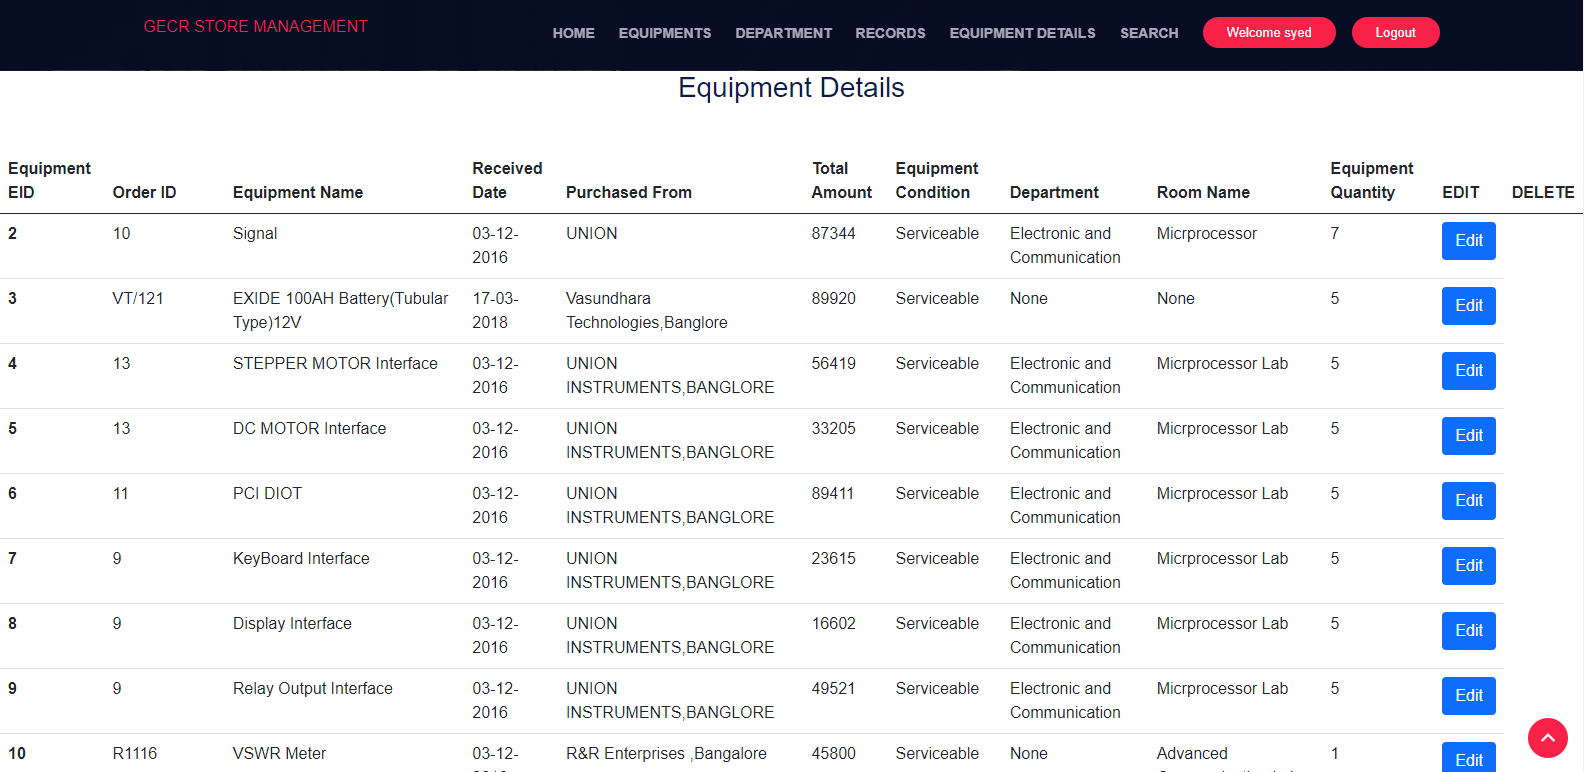 GECR STORE MANAGEMENT
HOME EQUIPMENTS DEPARTMENT RECORDS EQUIPMENT DETAILS SEARCH Welcome syed Logout
Equipment Details
Equipment EID Order ID Equipment Name Received Date Purchased From Total Amount Equipment Condition Department Room Name Equipment Quantity EDIT DELETE
2 10 Signal 03-12-2016 UNION 87344 Serviceable Electronic and Communication Micrprocessor 7 Edit
3 VT/121 EXIDE 100AH Battery(Tubular Type)12V 17-03-2018 Vasundhara Technologies,Banglore 89920 Serviceable None None 5 Edit
4 13 STEPPER MOTOR Interface 03-12-2016 UNION INSTRUMENTS,BANGLORE 56419 Serviceable Electronic and Communication Micrprocessor Lab 5 Edit
5 13 DC MOTOR Interface 03-12-2016 UNION INSTRUMENTS,BANGLORE 33205 Serviceable Electronic and Communication Micrprocessor Lab 5 Edit
6 11 PCI DIOT 03-12-2016 UNION INSTRUMENTS,BANGLORE 89411 Serviceable Electronic and Communication Micrprocessor Lab 5 Edit
7 9 KeyBoard Interface 03-12-2016 UNION INSTRUMENTS,BANGLORE 23615 Serviceable Electronic and Communication Micrprocessor Lab 5 Edit
8 9 Display Interface 03-12-2016 UNION INSTRUMENTS,BANGLORE 16602 Serviceable Electronic and Communication Micrprocessor Lab 5 Edit
9 9 Relay Output Interface 03-12-2016 UNION INSTRUMENTS,BANGLORE 49521 Serviceable Electronic and Communication Micrprocessor Lab 5 Edit
10 R1116 VSWR Meter 03-12- R&R Enterprises ,Bangalore 45800 Serviceable None Advanced 1 Edit